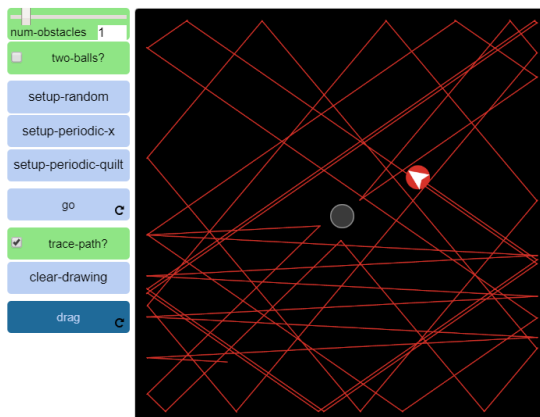 num-obstacles 1
two-balls?
setup-random
setup-periodic-x
setup-periodic-quilt
go
trace-path?
clear-drawing
drag